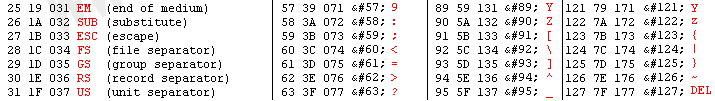 25 19 031 EM (end of medium) 57 39 071 &#57; 9 89 59 131 &#89; Y 121 79 171 &#121; y
26 1A 032 SUB (substitute) 58 3A 072 &#58; : 90 5A 132 &#90; Z 122 7A 172 &#122; z
27 1B 033 ESC (escape) 59 3B 073 &#59; ; 91 5B 133 &#91; [ 123 7B 173 &#123; {
28 1C 034 FS (file separator) 60 3C 074 &#60; < 92 5C 134 &#92; \ 124 7C 174 &#124; |
29 1D 035 GS (group separator) 61 3D 075 &#61; = 93 5D 135 &#93; ] 125 7D 175 &#125; }
30 1E 036 RS (record separator) 62 3E 076 &#62; > 94 5E 136 &#94; ^ 126 7E 176 &#126; ~
31 1F 037 US (unit separator) 63 3F 077 &#63; ? 95 5F 137 &#95; _ 127 7F 177 &#127; DEL